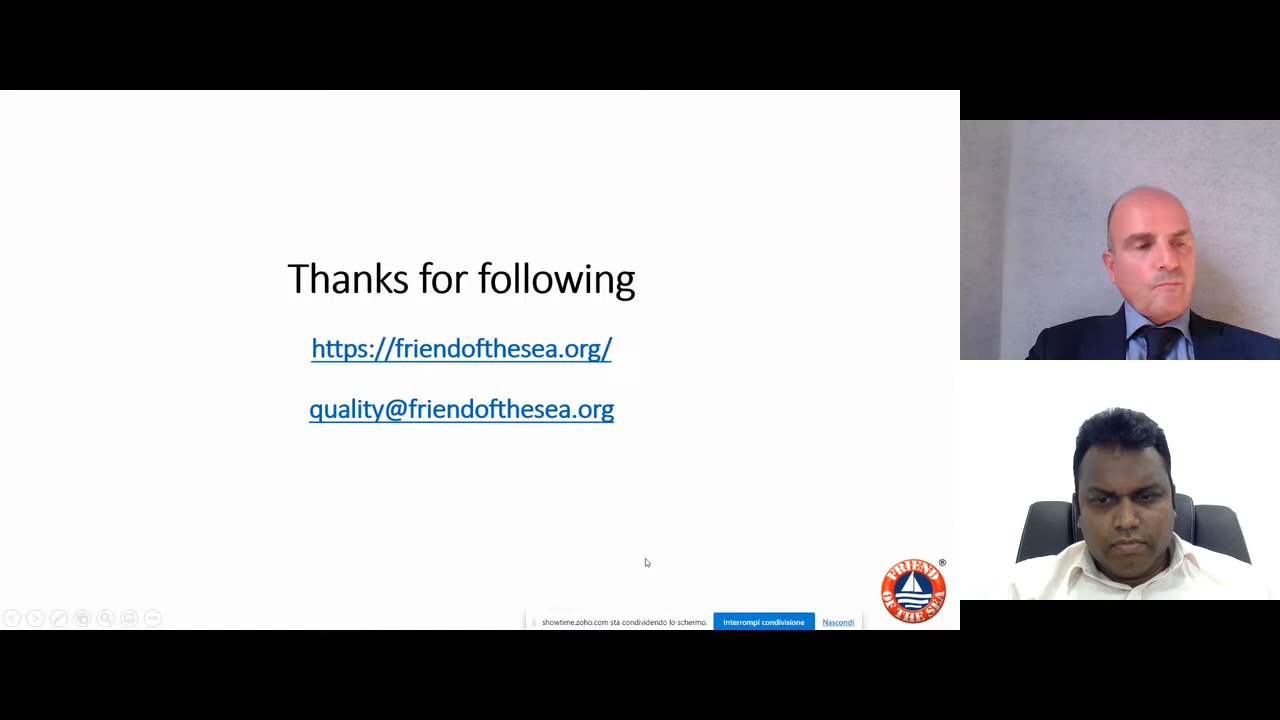 Thanks for following
https://friendofthesea.org/
quality@friendofthesea.org
FRIEND
OF THE SEA
®
showtime.zoho.com sta condividendo lo schermo.
Interrompi condivisione
Nascondi